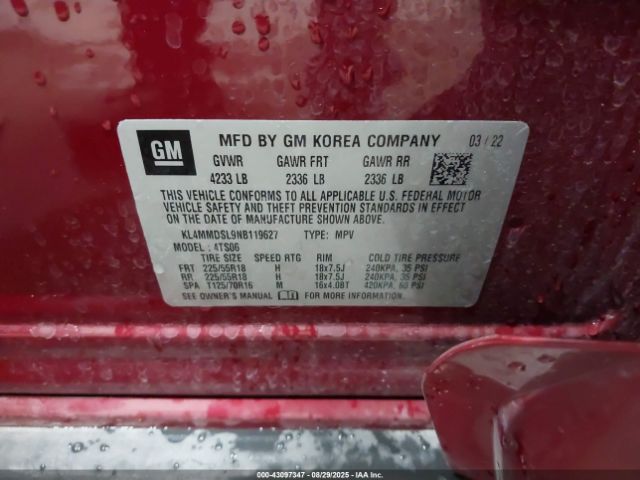 GM
MFD BY GM KOREA COMPANY 03 / 22
GVWR GAWR FRT GAWR RR
4233 LB 2336 LB 2336 LB
THIS VEHICLE CONFORMS TO ALL APPLICABLE U.S. FEDERAL MOTOR
VEHICLE SAFETY AND THEFT PREVENTION STANDARDS IN EFFECT
ON THE DATE OF MANUFACTURE SHOWN ABOVE.
KL4MMDSL9NB119627 TYPE: MPV
MODEL : 4TS06
TIRE SIZE SPEED RTG RIM COLD TIRE PRESSURE
FRT 225/55R18 H 18x7.5J 240KPA, 35 PSI
RR 225/55R18 H 18x7.5J 240KPA, 35 PSI
SPA T125/70R16 M 16x4.0BT 420KPA, 60 PSI
SEE OWNER'S MANUAL FOR MORE INFORMATION.
000-43097347 - 08/29/2025 - IAAI.COM